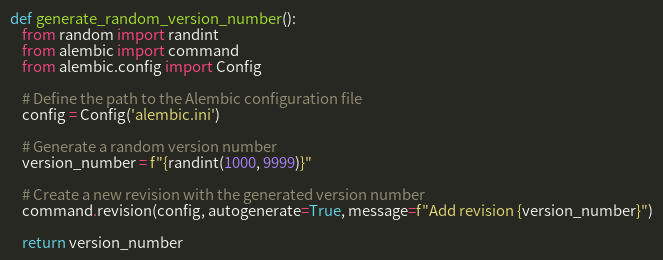 def generate_random_version_number():
    from random import randint
    from alembic import command
    from alembic.config import Config

    # Define the path to the Alembic configuration file
    config = Config('alembic.ini')

    # Generate a random version number
    version_number = f"{randint(1000, 9999)}"

    # Create a new revision with the generated version number
    command.revision(config, autogenerate=True, message=f"Add revision {version_number}")

    return version_number